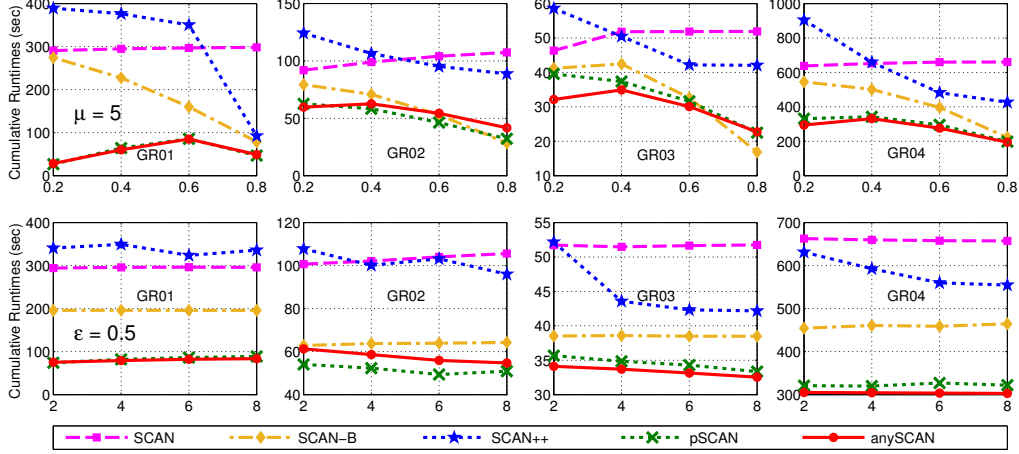 Cumulative Runtimes (sec)
400
300
200
100
0
μ = 5
GR01
0.2 0.4 0.6 0.8
150
100
50
0
GR02
0.2 0.4 0.6 0.8
60
50
40
30
20
10
GR03
0.2 0.4 0.6 0.8
1000
800
600
400
200
0
GR04
0.2 0.4 0.6 0.8
Cumulative Runtimes (sec)
400
300
200
100
0
GR01
ε = 0.5
2 4 6 8
120
100
80
60
40
GR02
2 4 6 8
55
50
45
40
35
30
GR03
2 4 6 8
700
600
500
400
300
GR04
2 4 6 8
SCAN SCAN−B SCAN++ pSCAN anySCAN